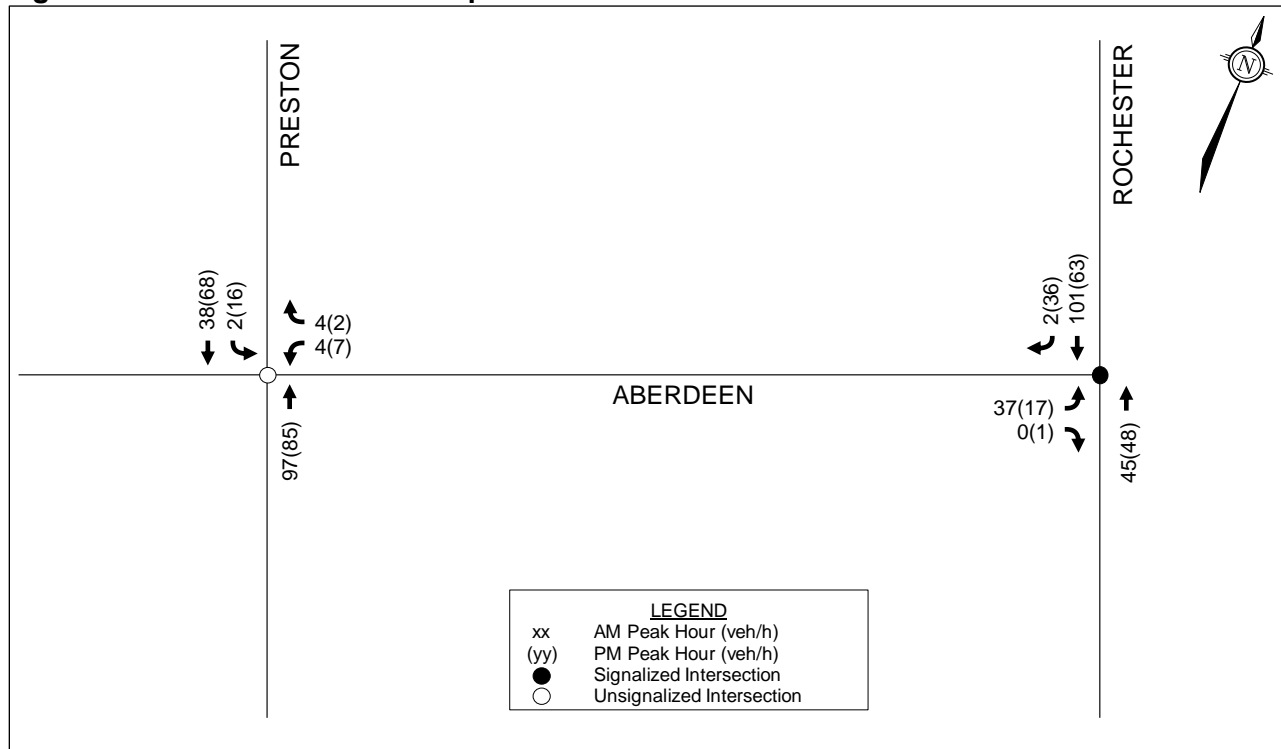 PRESTON
ROCHESTER
N
38(68)
2(16)
4(2)
4(7)
97(85)
ABERDEEN
2(36)
101(63)
37(17)
0(1)
45(48)
LEGEND
xx AM Peak Hour (veh/h)
(yy) PM Peak Hour (veh/h)
Signalized Intersection
Unsignalized Intersection